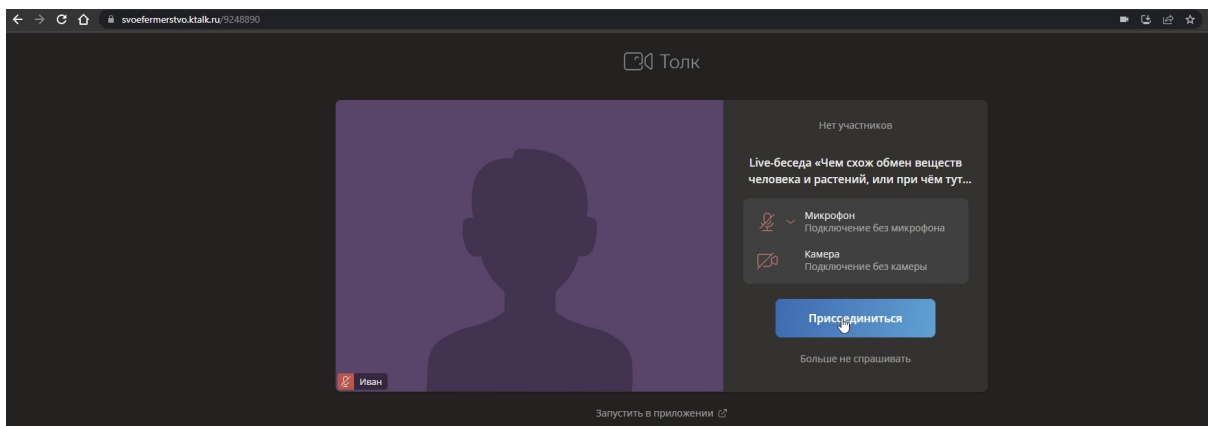 svoefermerstvo.ktalk.ru/9248890
Толк
Нет участников
Live-беседа «Чем схож обмен веществ
человека и растений, или при чём тут...
Микрофон
Подключение без микрофона
Камера
Подключение без камеры
Присоединиться
Больше не спрашивать
Иван
Запустить в приложении